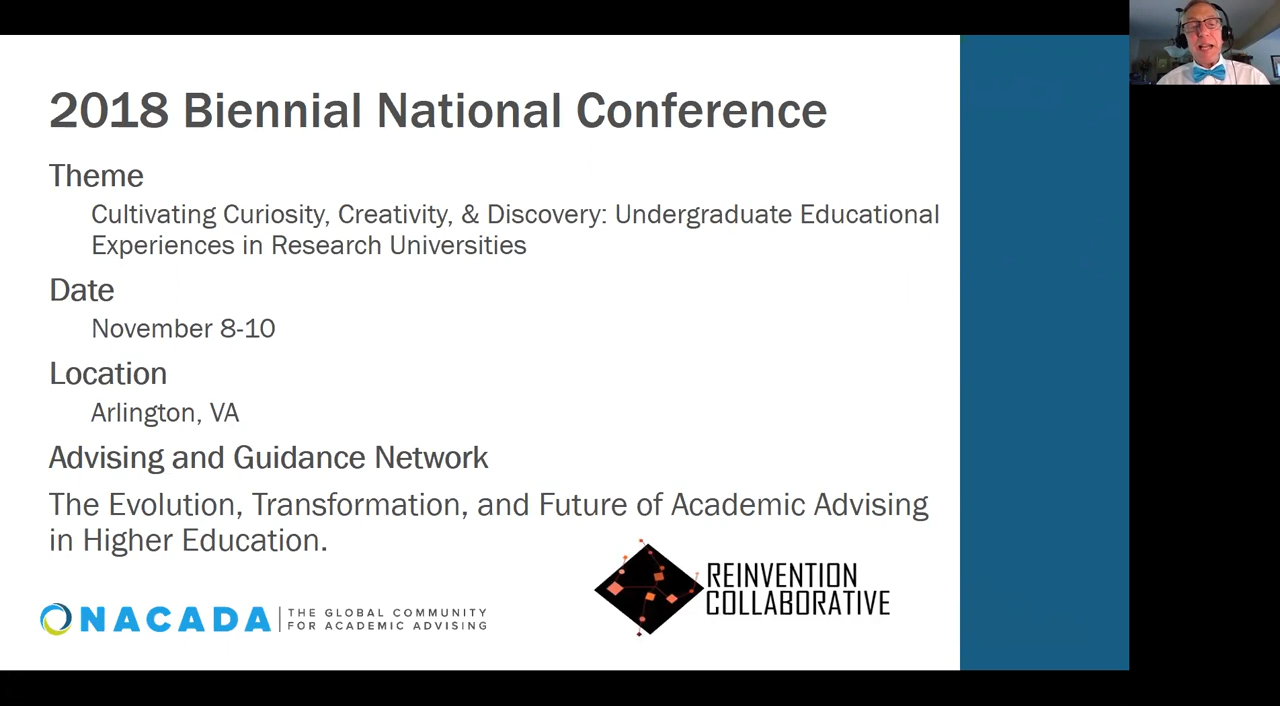 2018 Biennial National Conference
Theme
Cultivating Curiosity, Creativity, & Discovery: Undergraduate Educational
Experiences in Research Universities
Date
November 8-10
Location
Arlington, VA
Advising and Guidance Network
The Evolution, Transformation, and Future of Academic Advising
in Higher Education.
NACADA
THE GLOBAL COMMUNITY
FOR ACADEMIC ADVISING
REINVENTION
COLLABORATIVE